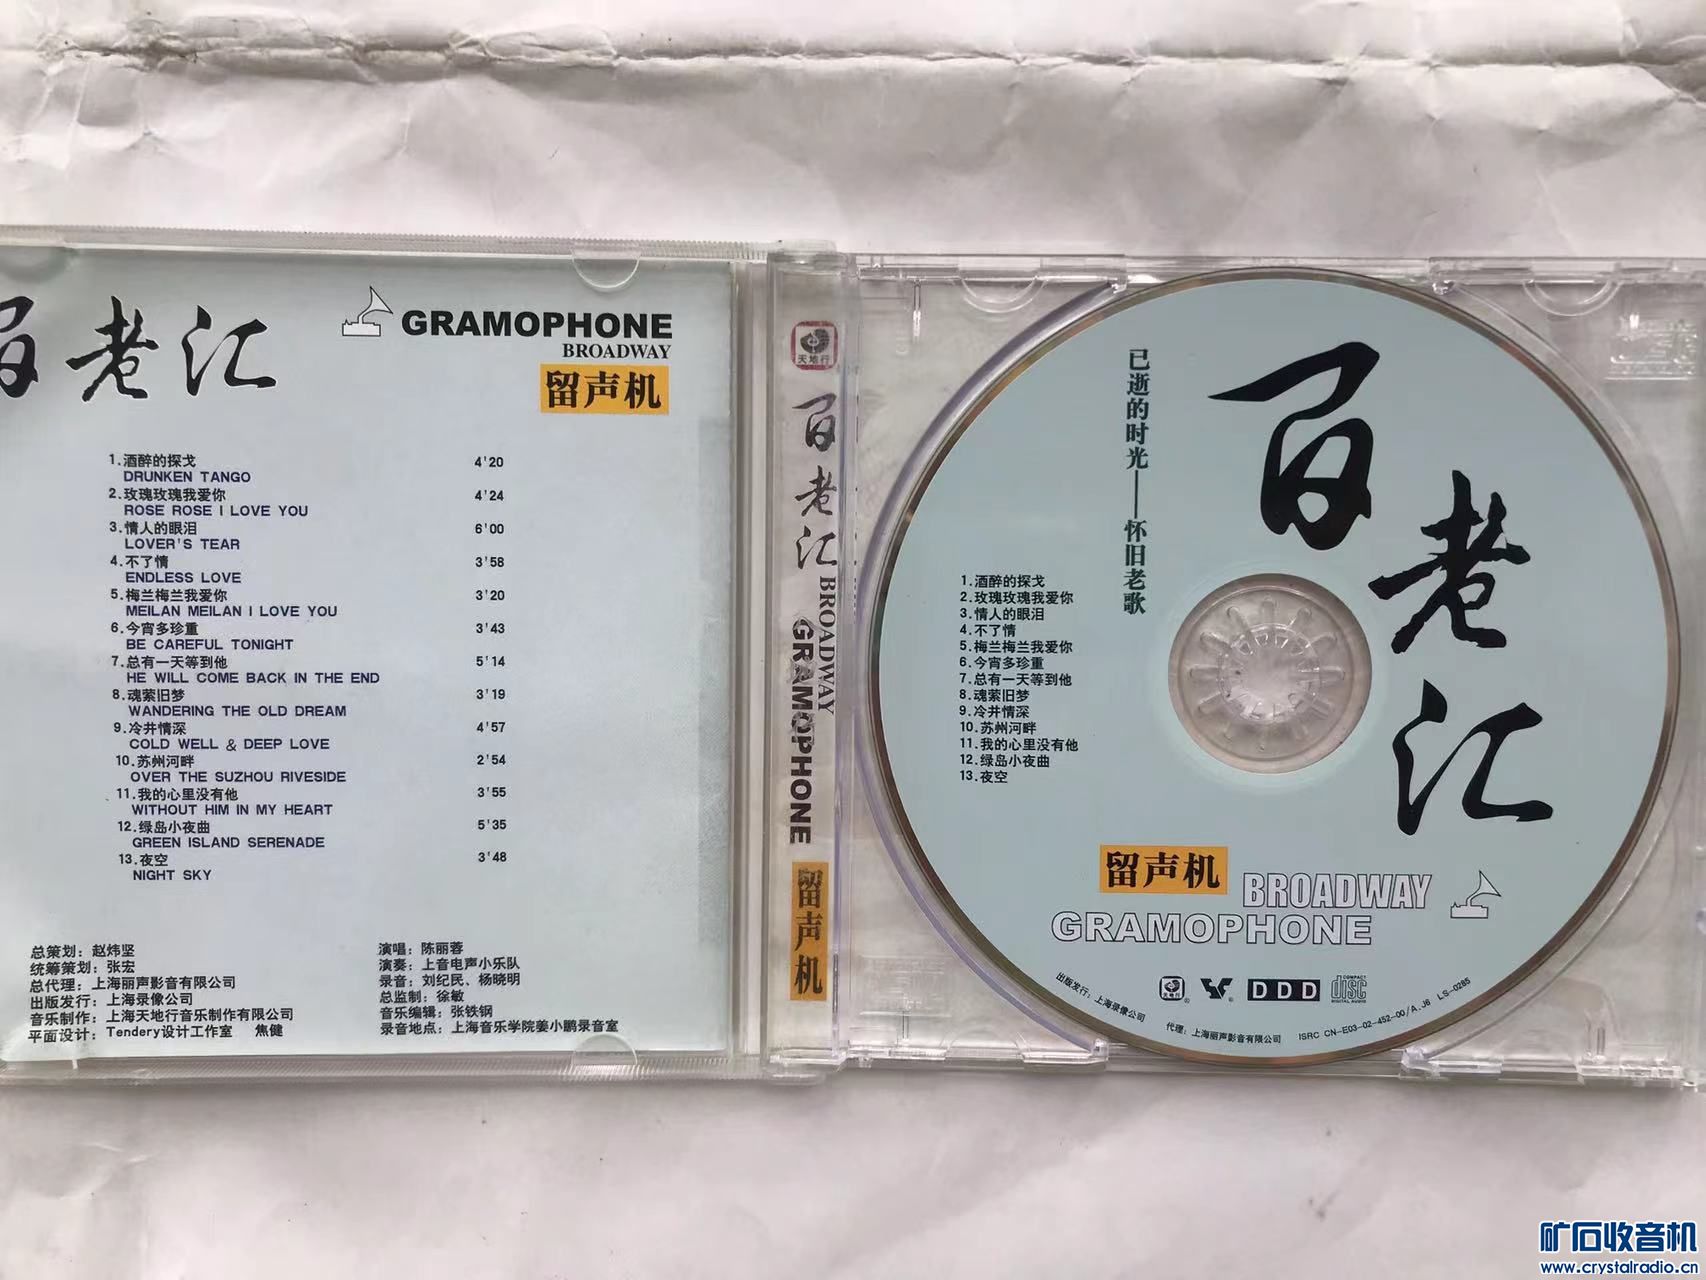 百老汇
GRAMOPHONE
BROADWAY
留声机
1.酒醉的探戈 4'20
DRUNKEN TANGO
2.玫瑰玫瑰我爱你 4'24
ROSE ROSE I LOVE YOU
3.情人的眼泪 6'00
LOVER'S TEAR
4.不了情 3'58
ENDLESS LOVE
5.梅兰梅兰我爱你 3'20
MEILAN MEILAN I LOVE YOU
6.今宵多珍重 3'43
BE CAREFUL TONIGHT
7.总有一天等到他 5'14
HE WILL COME BACK IN THE END
8.魂萦旧梦 3'19
WANDERING THE OLD DREAM
9.冷井情深 4'57
COLD WELL & DEEP LOVE
10.苏州河畔 2'54
OVER THE SUZHOU RIVESIDE
11.我的心里没有他 3'55
WITHOUT HIM IN MY HEART
12.绿岛小夜曲 5'35
GREEN ISLAND SERENADE
13.夜空 3'48
NIGHT SKY
总策划：赵炜坚
统筹策划：张宏
总代理：上海丽声影音有限公司
出版发行：上海录像公司
音乐制作：上海天地行音乐制作有限公司
平面设计：Tendery设计工作室 焦健
演唱：陈丽蓉
演奏：上音电声小乐队
录音：刘纪民、杨晓明
总监制：徐敏
音乐编辑：张铁钢
录音地点：上海音乐学院姜小鹏录音室
天地行
百老汇
BROADWAY
GRAMOPHONE
留声机
已逝的时光——怀旧老歌
百老汇
1.酒醉的探戈
2.玫瑰玫瑰我爱你
3.情人的眼泪
4.不了情
5.梅兰梅兰我爱你
6.今宵多珍重
7.总有一天等到他
8.魂萦旧梦
9.冷井情深
10.苏州河畔
11.我的心里没有他
12.绿岛小夜曲
13.夜空
留声机
BROADWAY
GRAMOPHONE
天地行 ® ® DDD COMPACT disc DIGITAL AUDIO
出版发行：上海录像公司 代理：上海丽声影音有限公司 ISRC CN-E03-02-452-00/A.J6 LS-0285
矿石收音机
www.crystalradio.cn